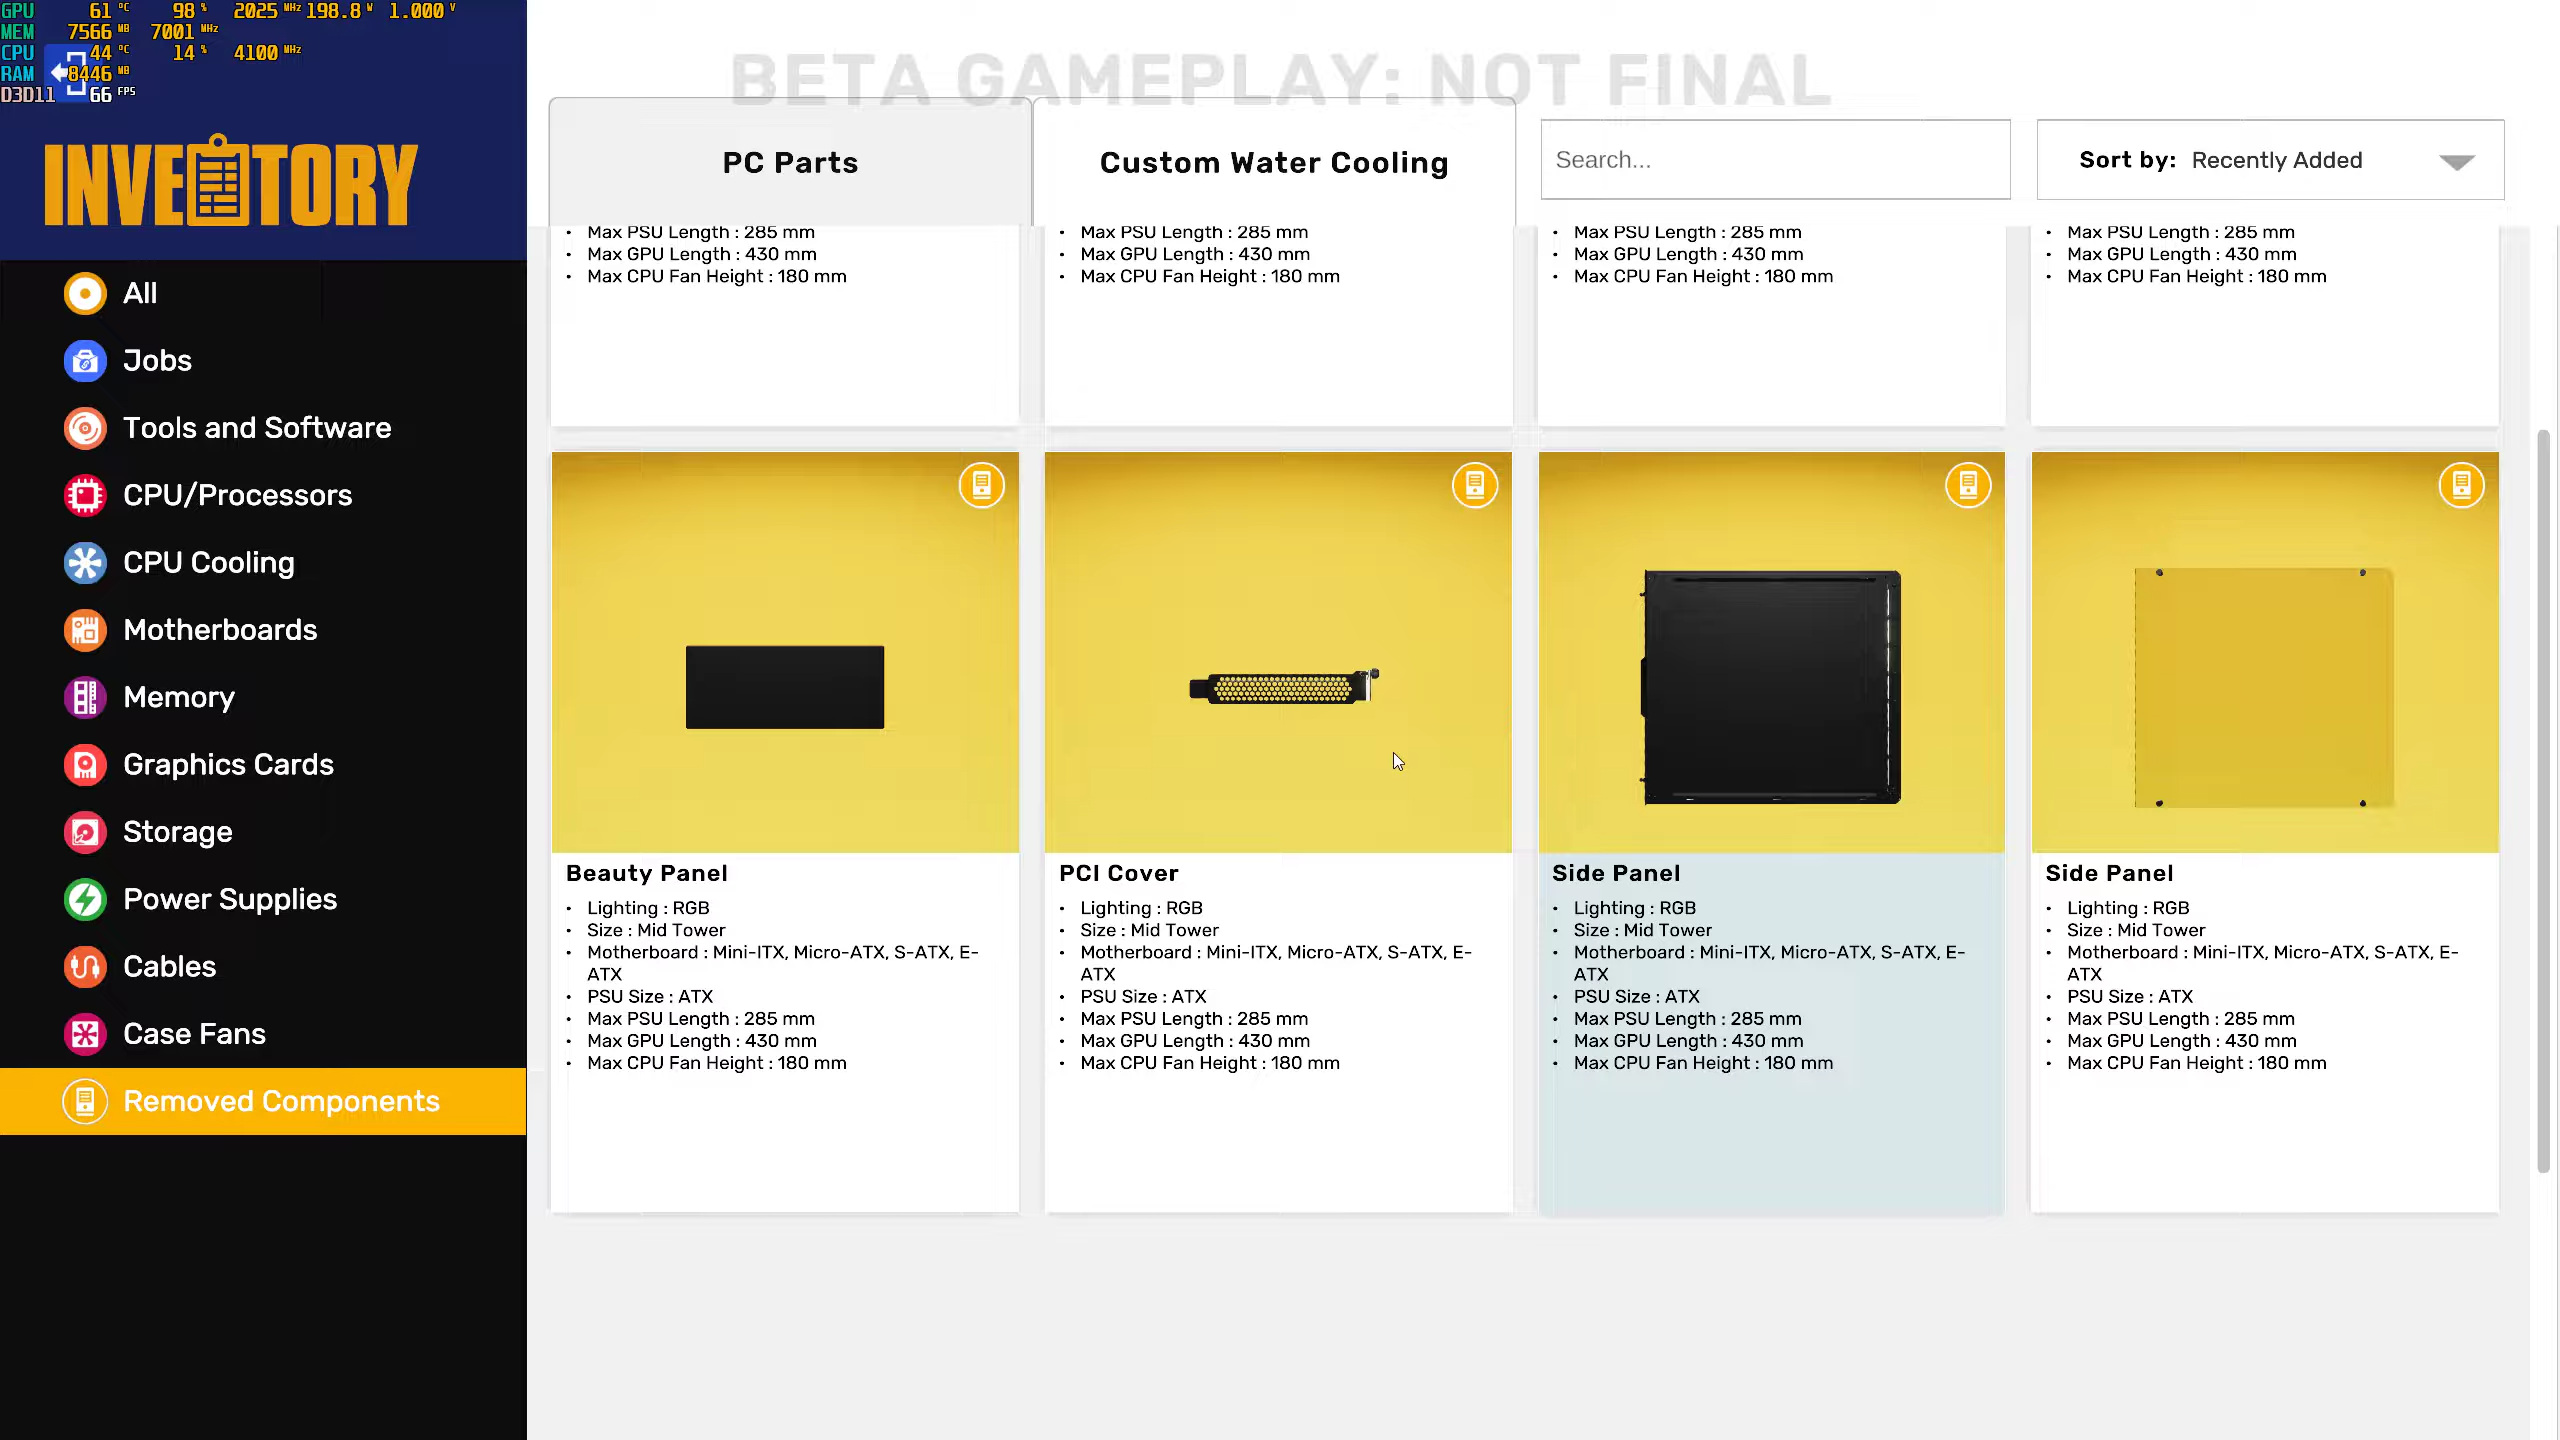 GPU 61 °C 98 % 2025 MHz 198.8 W 1.000 V
MEM 7566 MB 7001 MHz
CPU 44 °C 14 % 4100 MHz
RAM 8446 MB
D3D11 66 FPS
BETA GAMEPLAY: NOT FINAL
INVENTORY
PC Parts
Custom Water Cooling
Search...
Sort by: Recently Added
All
Jobs
Tools and Software
CPU/Processors
CPU Cooling
Motherboards
Memory
Graphics Cards
Storage
Power Supplies
Cables
Case Fans
Removed Components
• Max PSU Length : 285 mm
• Max GPU Length : 430 mm
• Max CPU Fan Height : 180 mm
• Max PSU Length : 285 mm
• Max GPU Length : 430 mm
• Max CPU Fan Height : 180 mm
• Max PSU Length : 285 mm
• Max GPU Length : 430 mm
• Max CPU Fan Height : 180 mm
• Max PSU Length : 285 mm
• Max GPU Length : 430 mm
• Max CPU Fan Height : 180 mm
Beauty Panel
• Lighting : RGB
• Size : Mid Tower
• Motherboard : Mini-ITX, Micro-ATX, S-ATX, E-
ATX
• PSU Size : ATX
• Max PSU Length : 285 mm
• Max GPU Length : 430 mm
• Max CPU Fan Height : 180 mm
PCI Cover
• Lighting : RGB
• Size : Mid Tower
• Motherboard : Mini-ITX, Micro-ATX, S-ATX, E-
ATX
• PSU Size : ATX
• Max PSU Length : 285 mm
• Max GPU Length : 430 mm
• Max CPU Fan Height : 180 mm
Side Panel
• Lighting : RGB
• Size : Mid Tower
• Motherboard : Mini-ITX, Micro-ATX, S-ATX, E-
ATX
• PSU Size : ATX
• Max PSU Length : 285 mm
• Max GPU Length : 430 mm
• Max CPU Fan Height : 180 mm
Side Panel
• Lighting : RGB
• Size : Mid Tower
• Motherboard : Mini-ITX, Micro-ATX, S-ATX, E-
ATX
• PSU Size : ATX
• Max PSU Length : 285 mm
• Max GPU Length : 430 mm
• Max CPU Fan Height : 180 mm